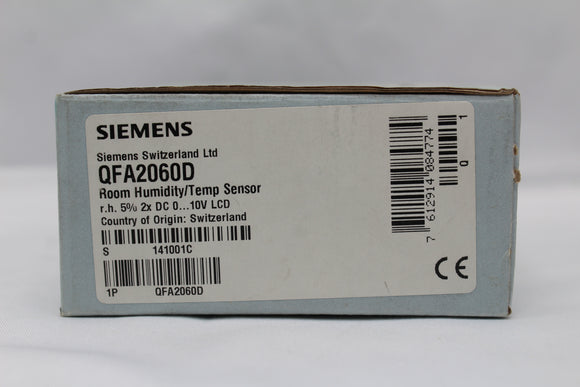 SIEMENS
Siemens Switzerland Ltd
QFA2060D
Room Humidity/Temp Sensor
r.h. 5% 2x DC 0...10V LCD
Country of Origin: Switzerland
S 141001C
1P QFA2060D
7 612914 084774
Q 1
CE